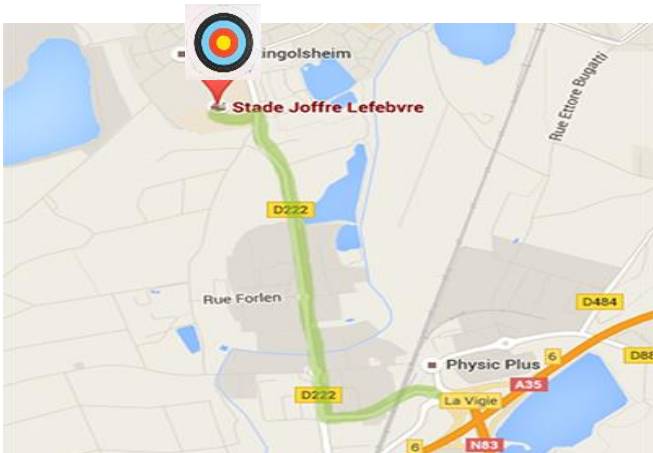 ingolsheim
Stade Joffre Lefebvre
Rue Ettore Bugatti
D222
Rue Forlen
D484
Physic Plus
6
D88
A35
D222
La Vigie
6
N83